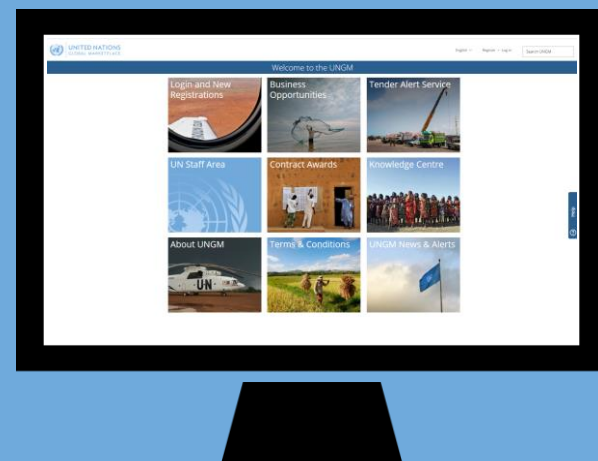 UNITED NATIONS
GLOBAL MARKETPLACE
English
Register
Log in
Search UNGM
Welcome to the UNGM
Login and New
Registrations
Business
Opportunities
Tender Alert Service
UN Staff Area
Contract Awards
Knowledge Centre
About UNGM
Terms & Conditions
UNGM News & Alerts
UN
Help